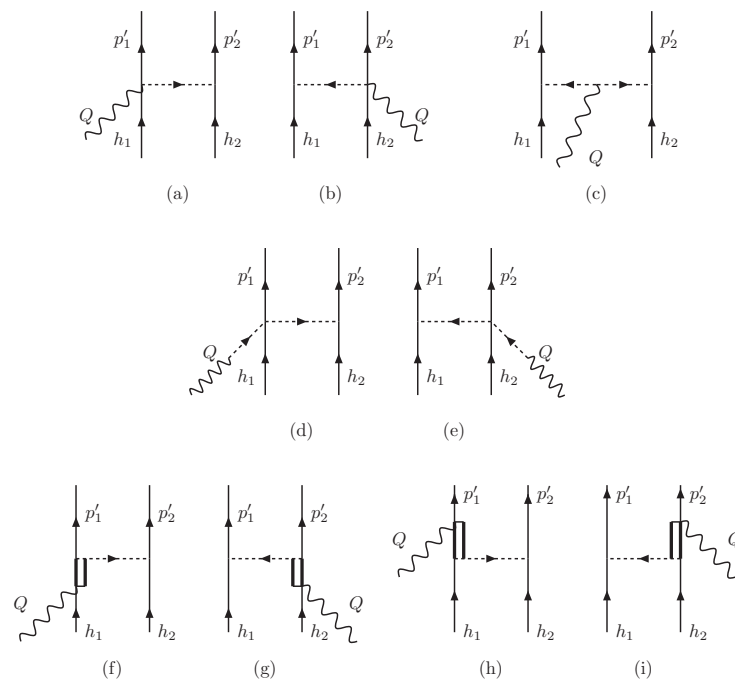 p′₁ p′₂ p′₁ p′₂ p′₁ p′₂
Q Q
h₁ h₂ h₁ h₂ h₁ h₂
Q
(a) (b) (c)
p′₁ p′₂ p′₁ p′₂
Q Q
h₁ h₂ h₁ h₂
(d) (e)
p′₁ p′₂ p′₁ p′₂ p′₁ p′₂ p′₁ p′₂
Q Q
Q Q
h₁ h₂ h₁ h₂ h₁ h₂ h₁ h₂
(f) (g) (h) (i)